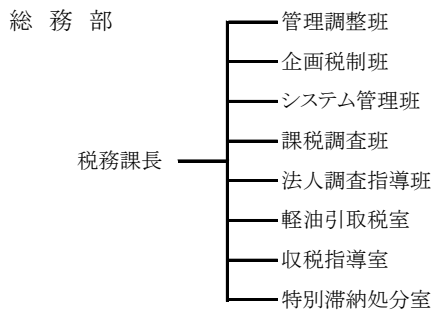 総務部
管理調整班
企画税制班
システム管理班
課税調査班
税務課長
法人調査指導班
軽油引取税室
収税指導室
特別滞納処分室